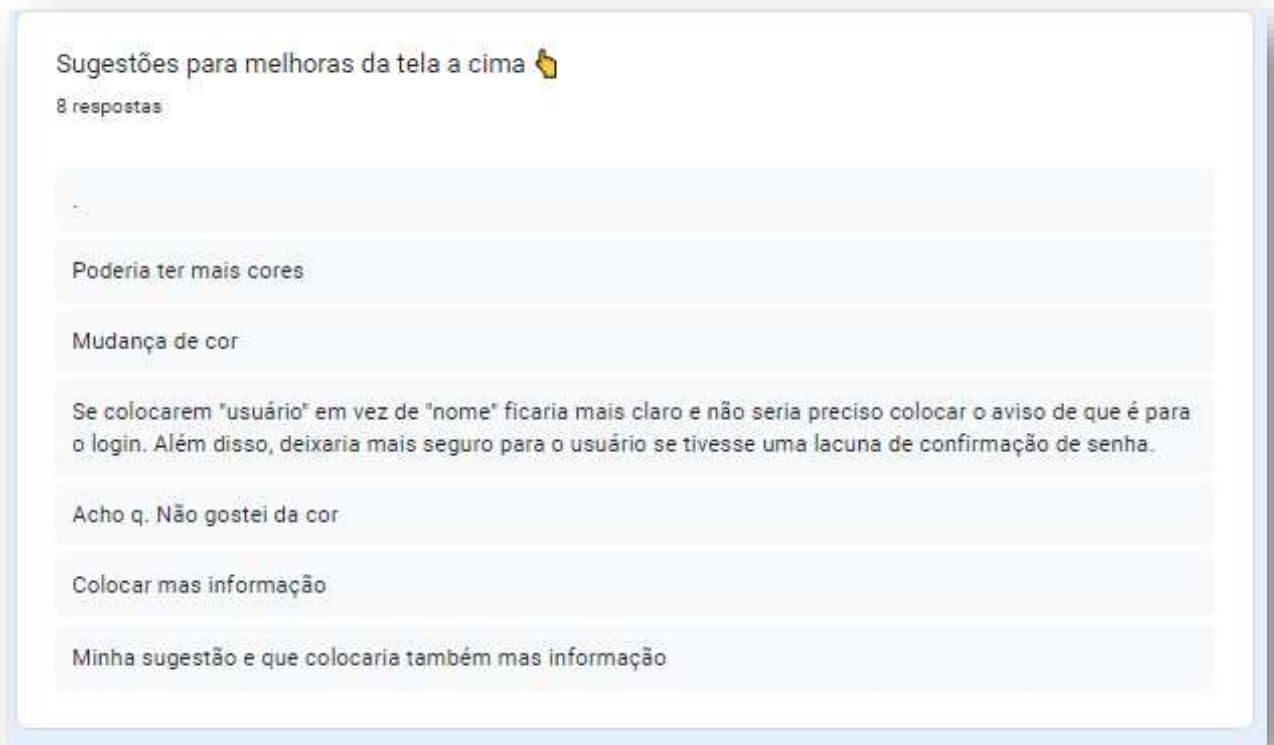 Sugestões para melhoras da tela a cima 👆
8 respostas
.
Poderia ter mais cores
Mudança de cor
Se colocarem "usuário" em vez de "nome" ficaria mais claro e não seria preciso colocar o aviso de que é para
o login. Além disso, deixaria mais seguro para o usuário se tivesse uma lacuna de confirmação de senha.
Acho q. Não gostei da cor
Colocar mas informação
Minha sugestão e que colocaria também mas informação